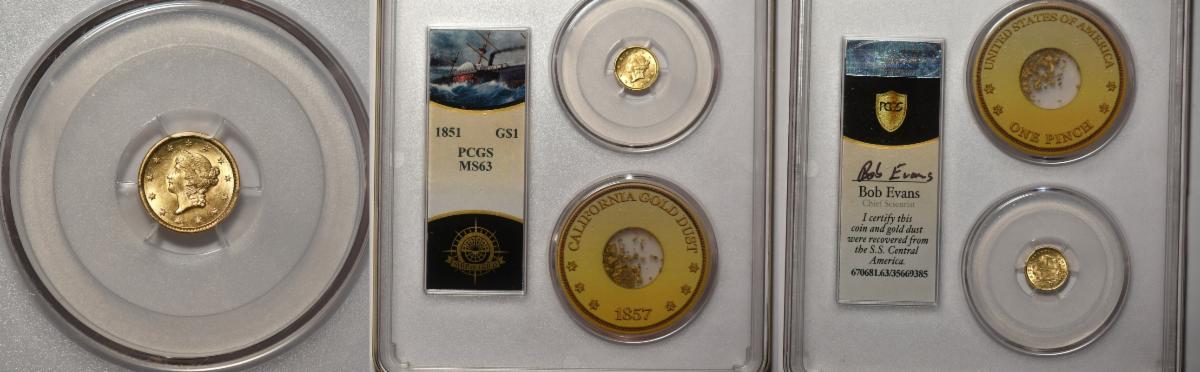 1851 GS1
PCGS
MS63
CALIFORNIA GOLD DUST
1857
PCGS
Bob Evans
Bob Evans
Chief Scientist
I certify this
coin and gold dust
were recovered from
the S.S. Central
America.
670681.63/35669385
UNITED STATES OF AMERICA
ONE PINCH